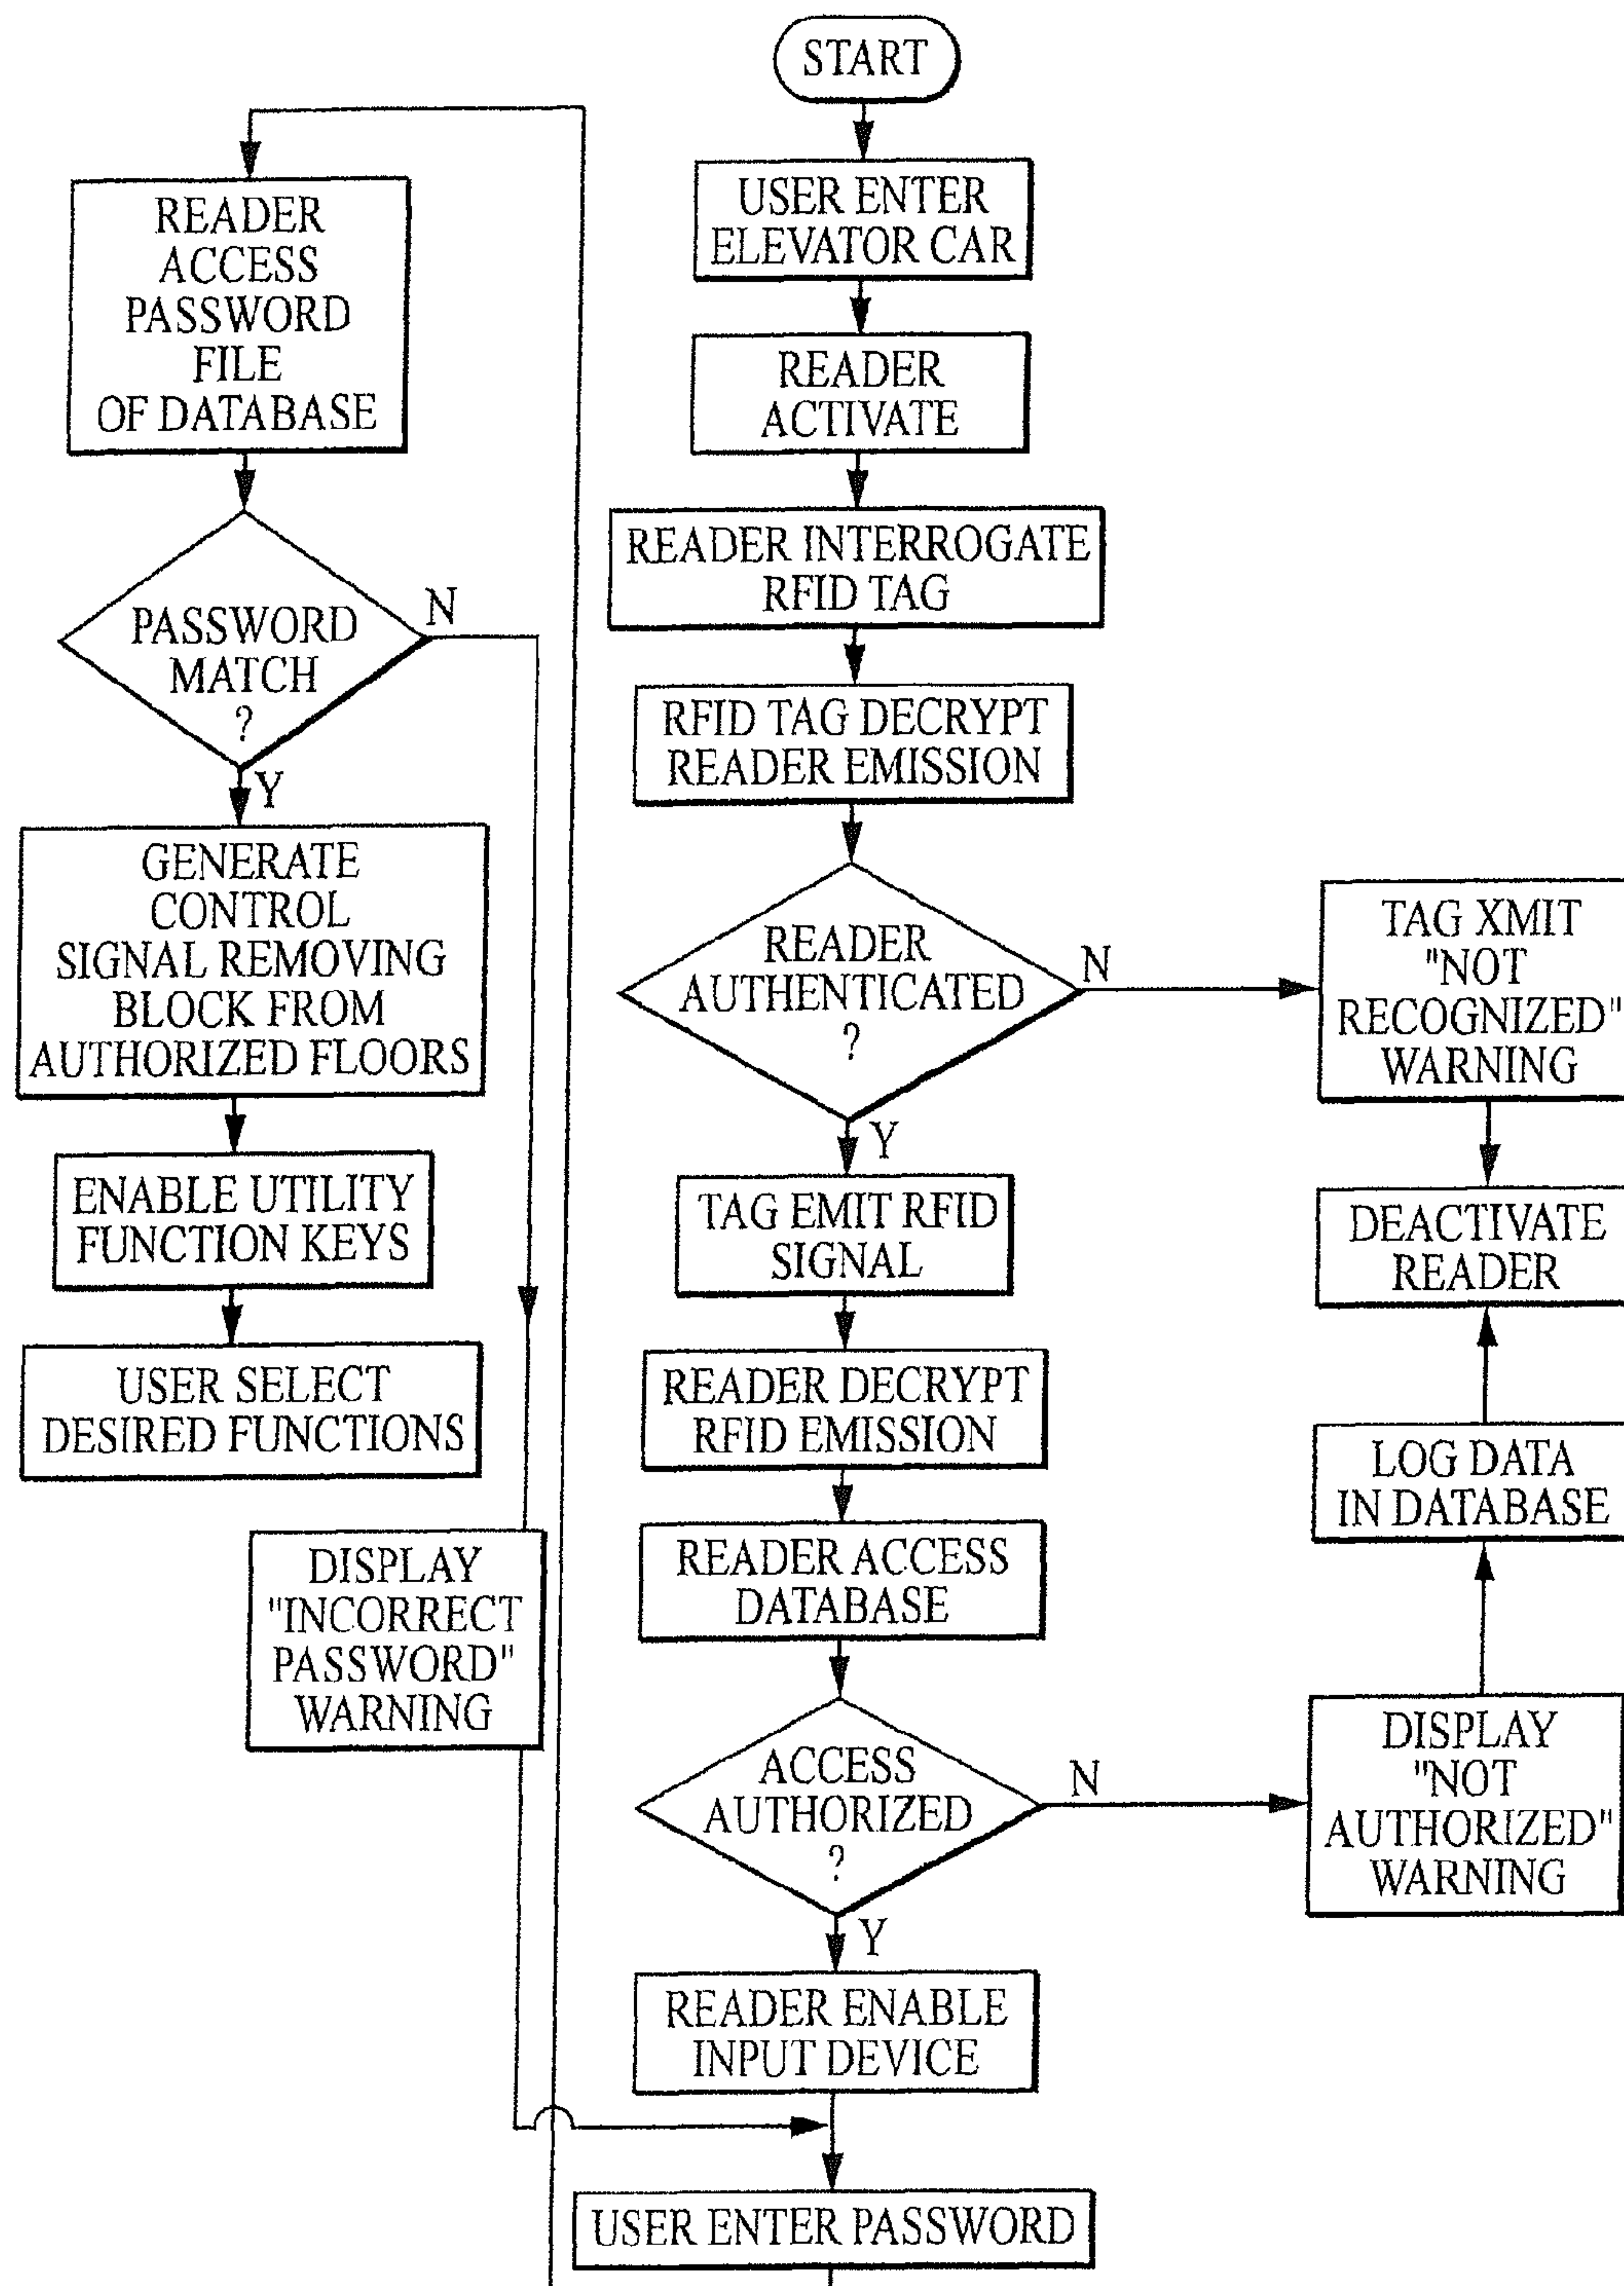 START
USER ENTER
ELEVATOR CAR
READER
ACTIVATE
READER INTERROGATE
RFID TAG
RFID TAG DECRYPT
READER EMISSION
READER
AUTHENTICATED
?
N
TAG XMIT
"NOT
RECOGNIZED"
WARNING
DEACTIVATE
READER
Y
TAG EMIT RFID
SIGNAL
READER DECRYPT
RFID EMISSION
READER ACCESS
DATABASE
ACCESS
AUTHORIZED
?
N
DISPLAY
"NOT
AUTHORIZED"
WARNING
LOG DATA
IN DATABASE
Y
READER ENABLE
INPUT DEVICE
USER ENTER PASSWORD
READER
ACCESS
PASSWORD
FILE
OF DATABASE
PASSWORD
MATCH
?
N
DISPLAY
"INCORRECT
PASSWORD"
WARNING
Y
GENERATE
CONTROL
SIGNAL REMOVING
BLOCK FROM
AUTHORIZED FLOORS
ENABLE UTILITY
FUNCTION KEYS
USER SELECT
DESIRED FUNCTIONS